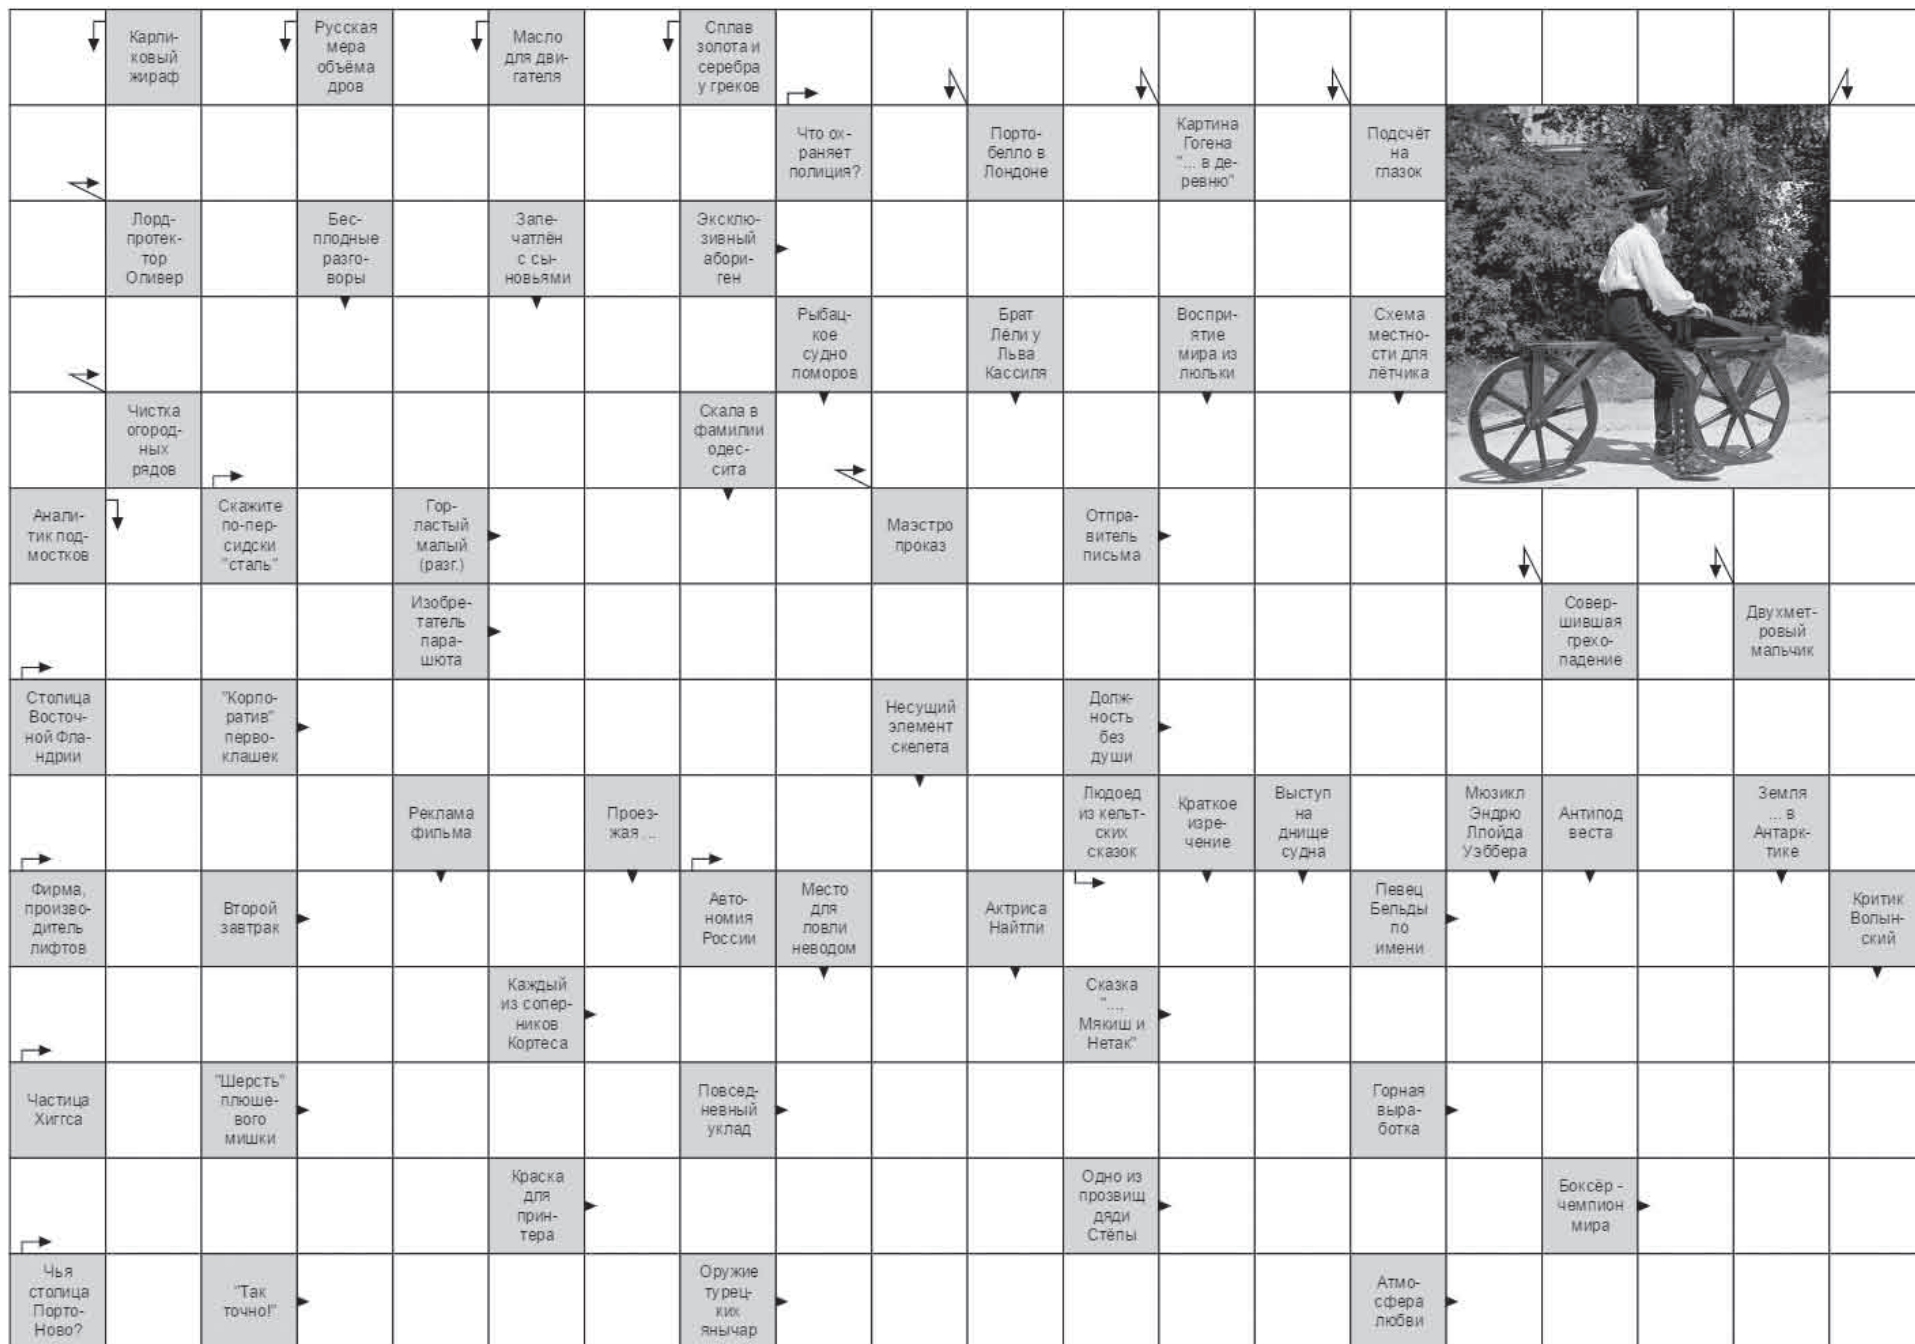 Карли-
ковый
жираф
Русская
мера
объёма
дров
Масло
для дви-
гателя
Сплав
золота и
серебра
у греков
Что ох-
раняет
полиция?
Порто-
белло в
Лондоне
Картина
Гогена
"... в де-
ревню"
Подсчёт
на
глазок
Лорд-
протек-
тор
Оливер
Бес-
плодные
разго-
воры
Запе-
чатлён
с сы-
новьями
Эксклю-
зивный
абори-
ген
Рыбац-
кое
судно
поморов
Брат
Лёли у
Льва
Кассиля
Воспри-
ятие
мира из
люльки
Схема
местно-
сти для
лётчика
Чистка
огород-
ных
рядов
Скала в
фамилии
одес-
сита
Анали-
тик под-
мостков
Скажите
по-пер-
сидски
"сталь"
Гор-
ластый
малый
(разг.)
Маэстро
проказ
Отпра-
витель
письма
Изобре-
татель
пара-
шюта
Совер-
шившая
грехо-
падение
Двухмет-
ровый
мальчик
Столица
Восточ-
ной Фла-
ндрии
"Корпо-
ратив"
перво-
клашек
Несущий
элемент
скелета
Долж-
ность
без
души
Реклама
фильма
Проез-
жая ...
Людоед
из кельт-
ских
сказок
Краткое
изре-
чение
Выступ
на
днище
судна
Мюзикл
Эндрю
Ллойда
Уэббера
Антипод
веста
Земля
... в
Антарк-
тике
Фирма,
произво-
дитель
лифтов
Второй
завтрак
Авто-
номия
России
Место
для
ловли
неводом
Актриса
Найтли
Певец
Бельды
по
имени
Критик
Волын-
ский
Каждый
из сопер-
ников
Кортеса
Сказка
"...,
Мякиш и
Нетак"
Частица
Хиггса
"Шерсть"
плюше-
вого
мишки
Повсед-
невный
уклад
Горная
выра-
ботка
Краска
для
прин-
тера
Одно из
прозвищ
дяди
Стёпы
Боксёр -
чемпион
мира
Чья
столица
Порто-
Ново?
"Так
точно!"
Оружие
турец-
ких
янычар
Атмо-
сфера
любви